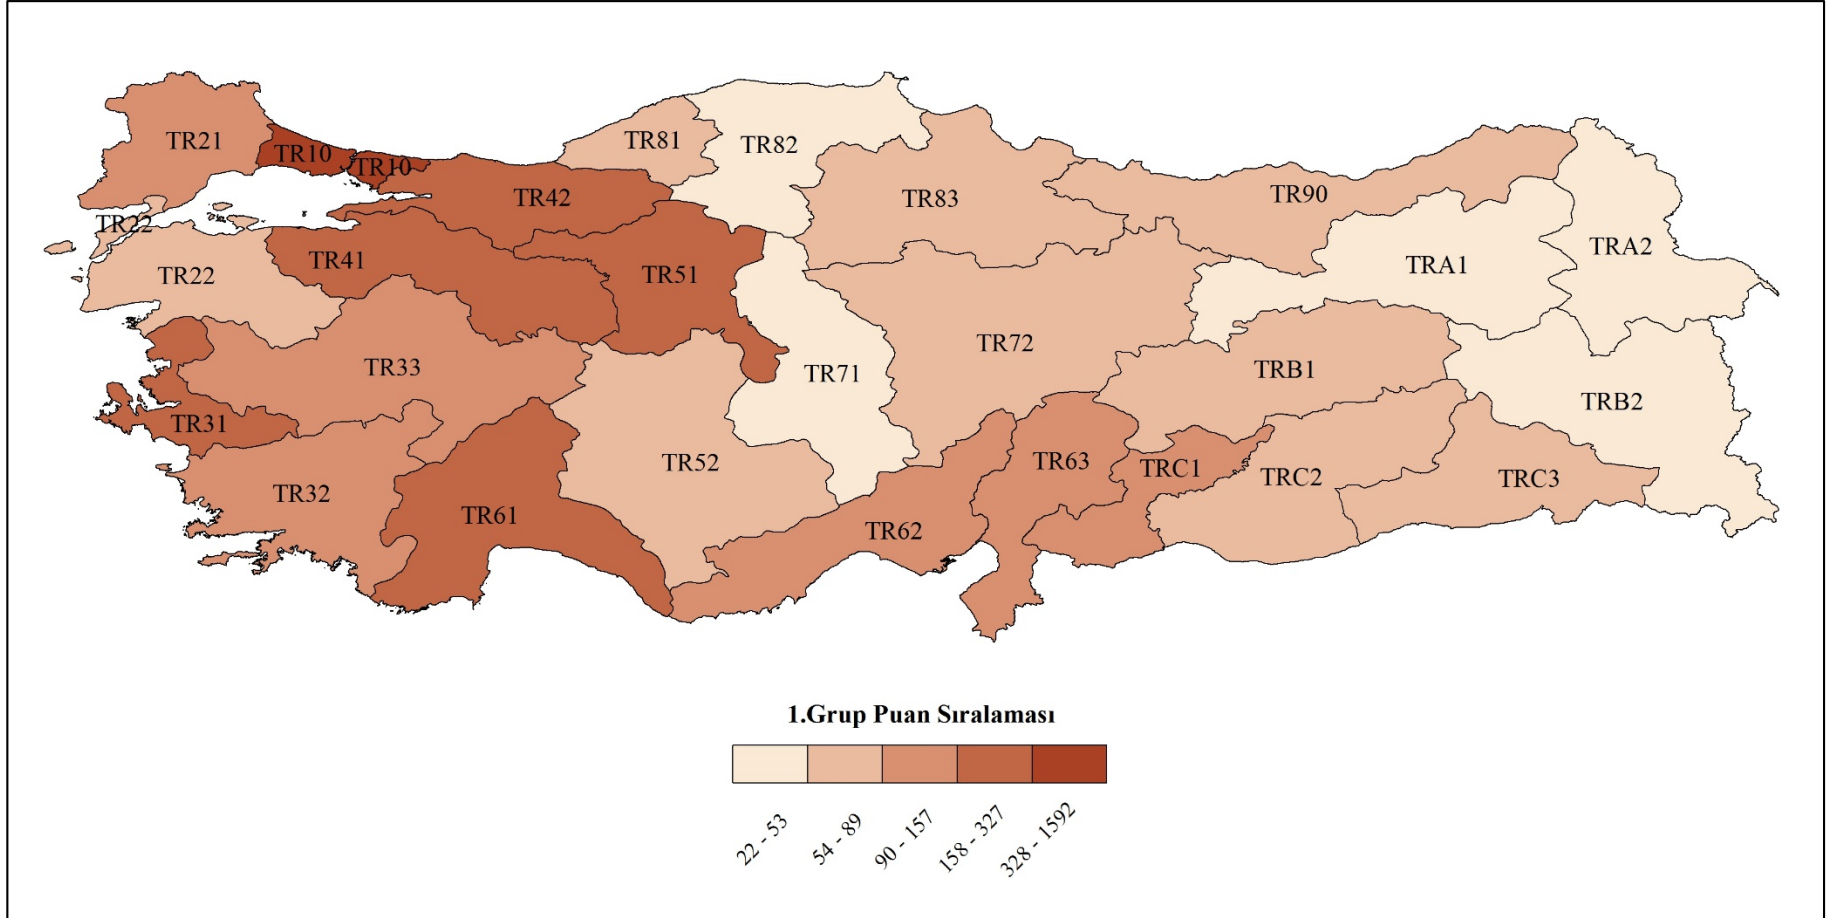 TR21
TR10
TR10
TR81
TR82
TR42
TR83
TR90
TR22
TR22
TR41
TR51
TRA1
TRA2
TR33
TR72
TR71
TRB1
TRB2
TR31
TR52
TR63
TRC1
TRC2
TRC3
TR32
TR61
TR62
1.Grup Puan Sıralaması
22 - 53
54 - 89
90 - 157
158 - 327
328 - 1592